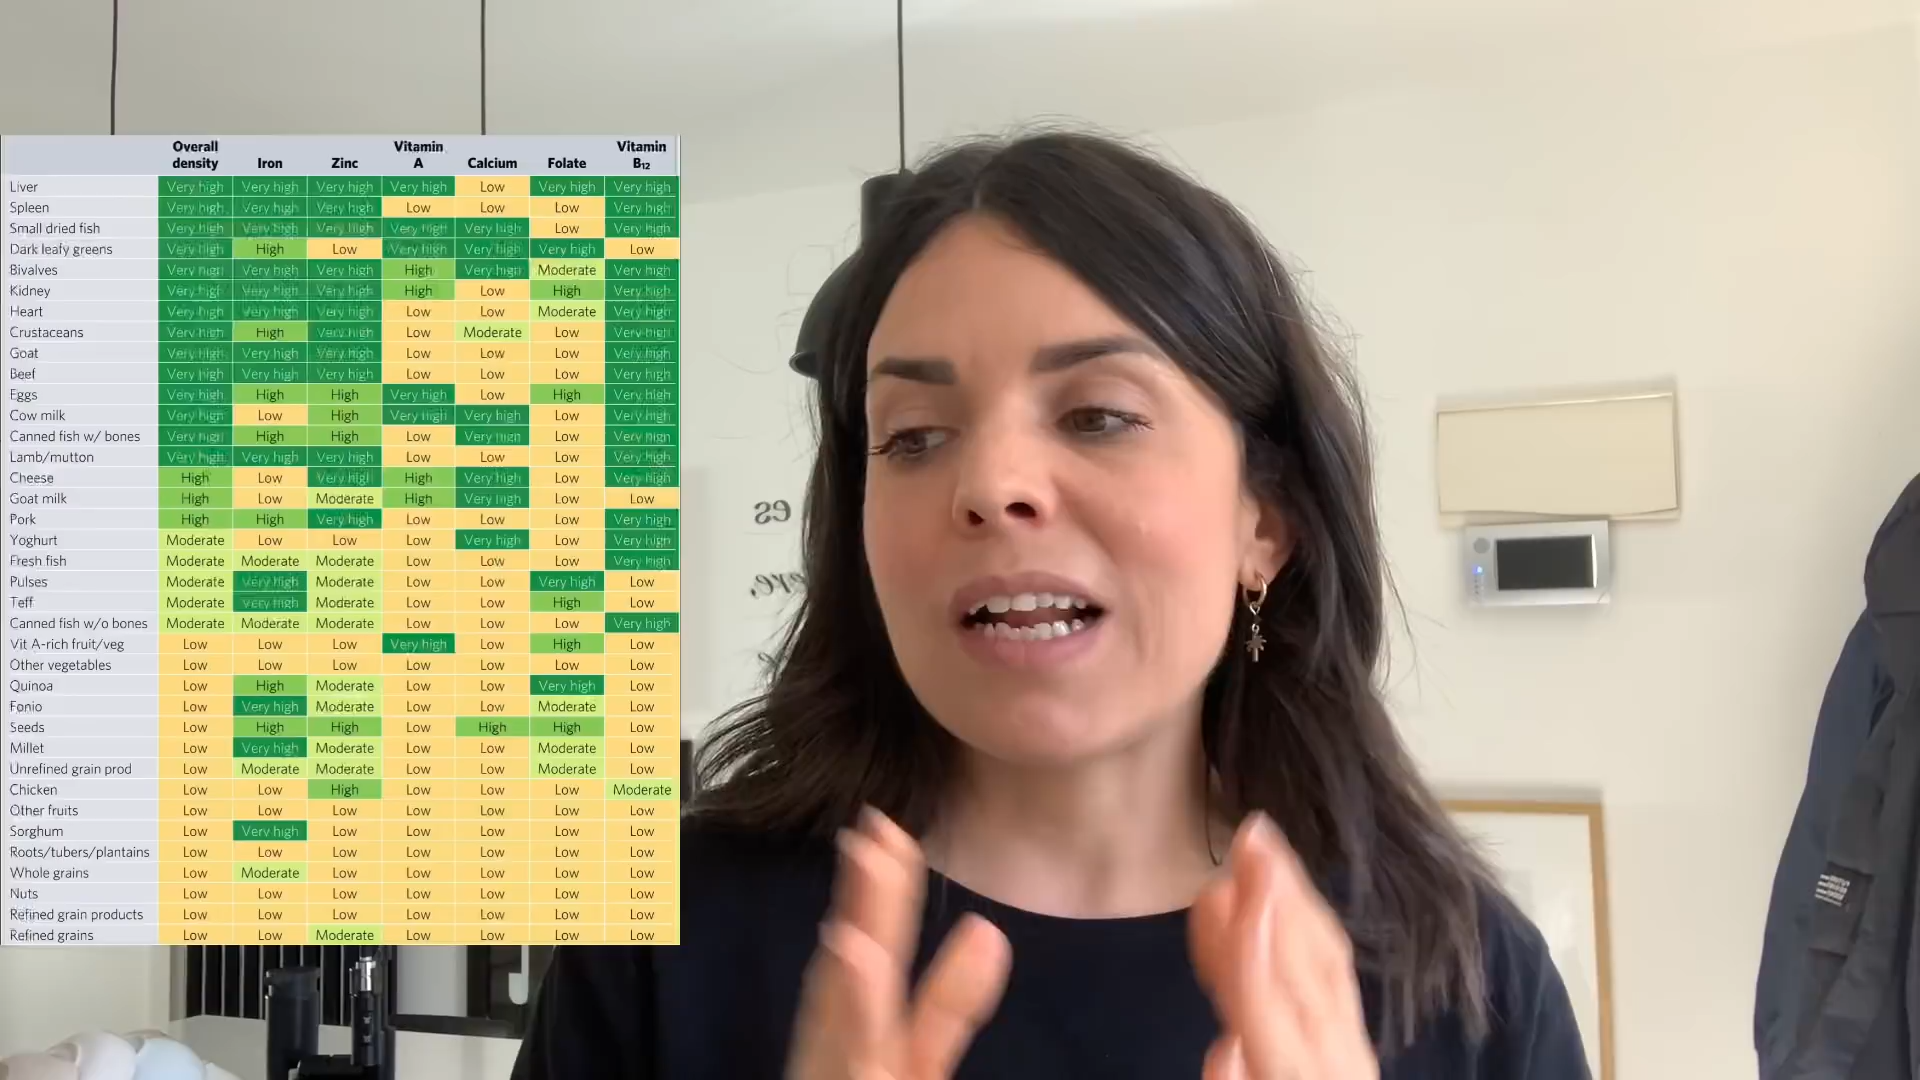 Overall density Iron Zinc Vitamin A Calcium Folate Vitamin B₁₂
Liver Very high Very high Very high Very high Low Very high Very high
Spleen Very high Very high Very high Low Low Low Very high
Small dried fish Very high Very high Very high Very high Very high Low Very high
Dark leafy greens Very high High Low Very high Very high Very high Low
Bivalves Very high Very high Very high High Very high Moderate Very high
Kidney Very high Very high Very high High Low High Very high
Heart Very high Very high Very high Low Low Moderate Very high
Crustaceans Very high High Very high Low Moderate Low Very high
Goat Very high Very high Very high Low Low Low Very high
Beef Very high Very high Very high Low Low Low Very high
Eggs Very high High High Very high Low High Very high
Cow milk Very high Low High Very high Very high Low Very high
Canned fish w/ bones Very high High High Low Very high Low Very high
Lamb/mutton Very high Very high Very high Low Low Low Very high
Cheese High Low Very high High Very high Low Very high
Goat milk High Low Moderate High Very high Low Low
Pork High High Very high Low Low Low Very high
Yoghurt Moderate Low Low Low Very high Low Very high
Fresh fish Moderate Moderate Moderate Low Low Low Very high
Pulses Moderate Very high Moderate Low Low Very high Low
Teff Moderate Very high Moderate Low Low High Low
Canned fish w/o bones Moderate Moderate Moderate Low Low Low Very high
Vit A-rich fruit/veg Low Low Low Very high Low High Low
Other vegetables Low Low Low Low Low Low Low
Quinoa Low High Moderate Low Low Very high Low
Fonio Low Very high Moderate Low Low Moderate Low
Seeds Low High High Low High High Low
Millet Low Very high Moderate Low Low Moderate Low
Unrefined grain prod Low Moderate Moderate Low Low Moderate Low
Chicken Low Low High Low Low Low Moderate
Other fruits Low Low Low Low Low Low Low
Sorghum Low Very high Low Low Low Low Low
Roots/tubers/plantains Low Low Low Low Low Low Low
Whole grains Low Moderate Low Low Low Low Low
Nuts Low Low Low Low Low Low Low
Refined grain products Low Low Low Low Low Low Low
Refined grains Low Low Moderate Low Low Low Low
es